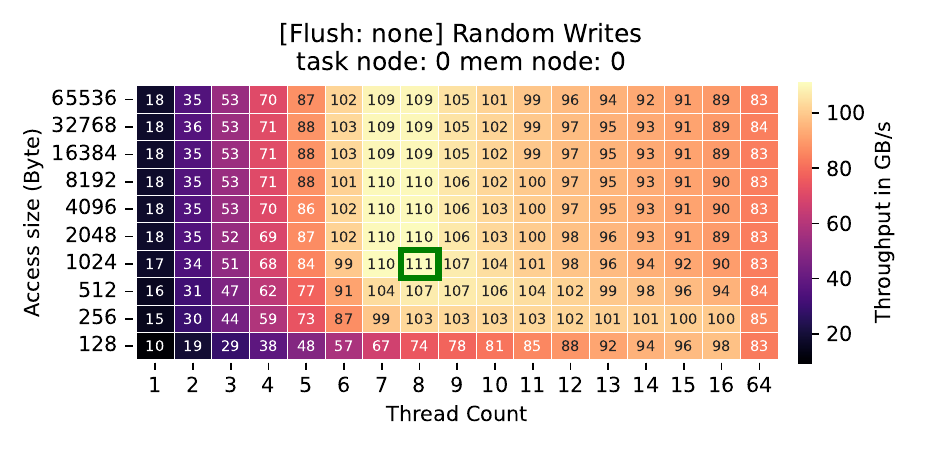 [Flush: none] Random Writes
task node: 0 mem node: 0
Access size (Byte)
65536 18 35 53 70 87 102 109 109 105 101 99 96 94 92 91 89 83
32768 18 36 53 71 88 103 109 109 105 102 99 97 95 93 91 89 84
16384 18 35 53 71 88 103 109 109 105 102 99 97 95 93 91 89 83
8192 18 35 53 71 88 101 110 110 106 102 100 97 95 93 91 90 83
4096 18 35 53 70 86 102 110 110 106 103 100 97 95 93 91 90 83
2048 18 35 52 69 87 102 110 110 106 103 100 98 96 93 91 89 83
1024 17 34 51 68 84 99 110 111 107 104 101 98 96 94 92 90 83
512 16 31 47 62 77 91 104 107 107 106 104 102 99 98 96 94 84
256 15 30 44 59 73 87 99 103 103 103 103 102 101 101 100 100 85
128 10 19 29 38 48 57 67 74 78 81 85 88 92 94 96 98 83
1 2 3 4 5 6 7 8 9 10 11 12 13 14 15 16 64
Thread Count
100
80
60
40
20
Throughput in GB/s